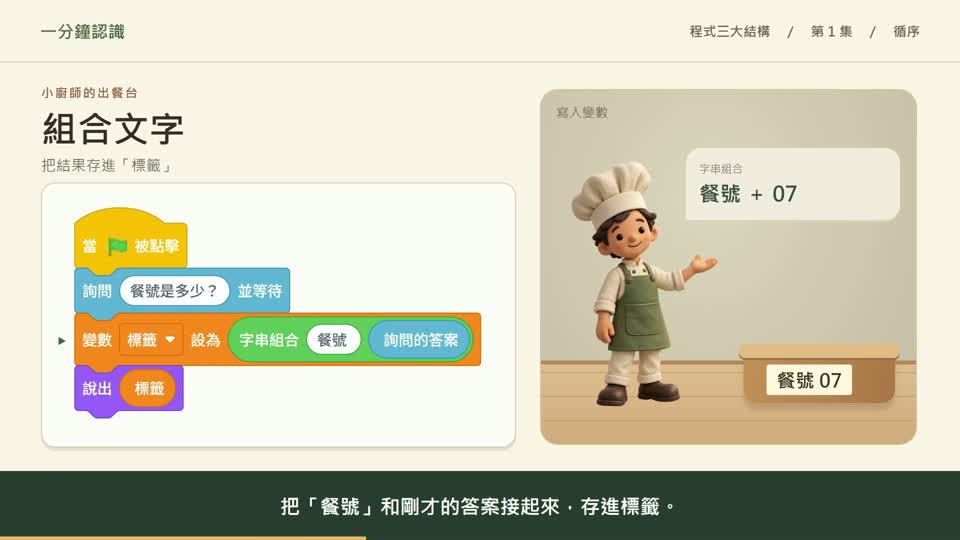 一分鐘認識
程式三大結構 / 第 1 集 / 循序
小廚師的出餐台
組合文字
把結果存進「標籤」
當 被點擊
詢問 餐號是多少？ 並等待
變數 標籤 設為 字串組合 餐號 詢問的答案
說出 標籤
寫入變數
字串組合
餐號 + 07
餐號 07
把「餐號」和剛才的答案接起來，存進標籤。